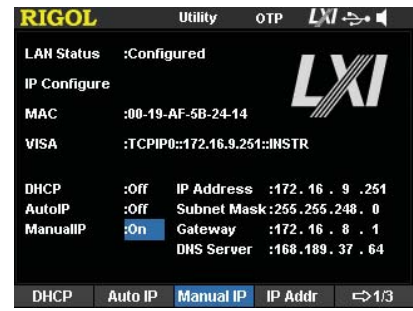 RIGOL Utility OTP LXI
LAN Status :Configured
IP Configure
LXI
MAC :00-19-AF-5B-24-14
VISA :TCPIP0::172.16.9.251::INSTR
DHCP :Off IP Address :172. 16 . 9 .251
AutoIP :Off Subnet Mask:255.255.248. 0
ManualIP :On Gateway :172. 16 . 8 . 1
DNS Server :168.189. 37 . 64
DHCP Auto IP Manual IP IP Addr ⇨1/3